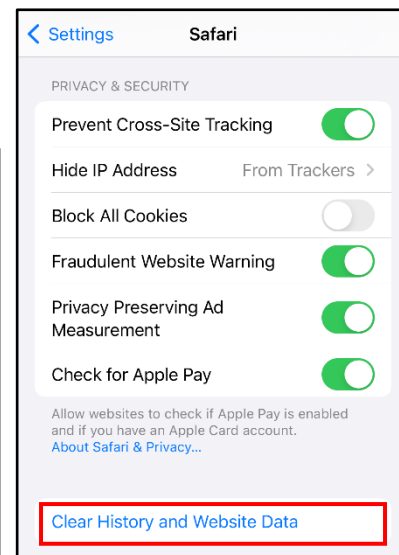 Settings
Safari
PRIVACY & SECURITY
Prevent Cross-Site Tracking
Hide IP Address From Trackers >
Block All Cookies
Fraudulent Website Warning
Privacy Preserving Ad
Measurement
Check for Apple Pay
Allow websites to check if Apple Pay is enabled
and if you have an Apple Card account.
About Safari & Privacy...
Clear History and Website Data